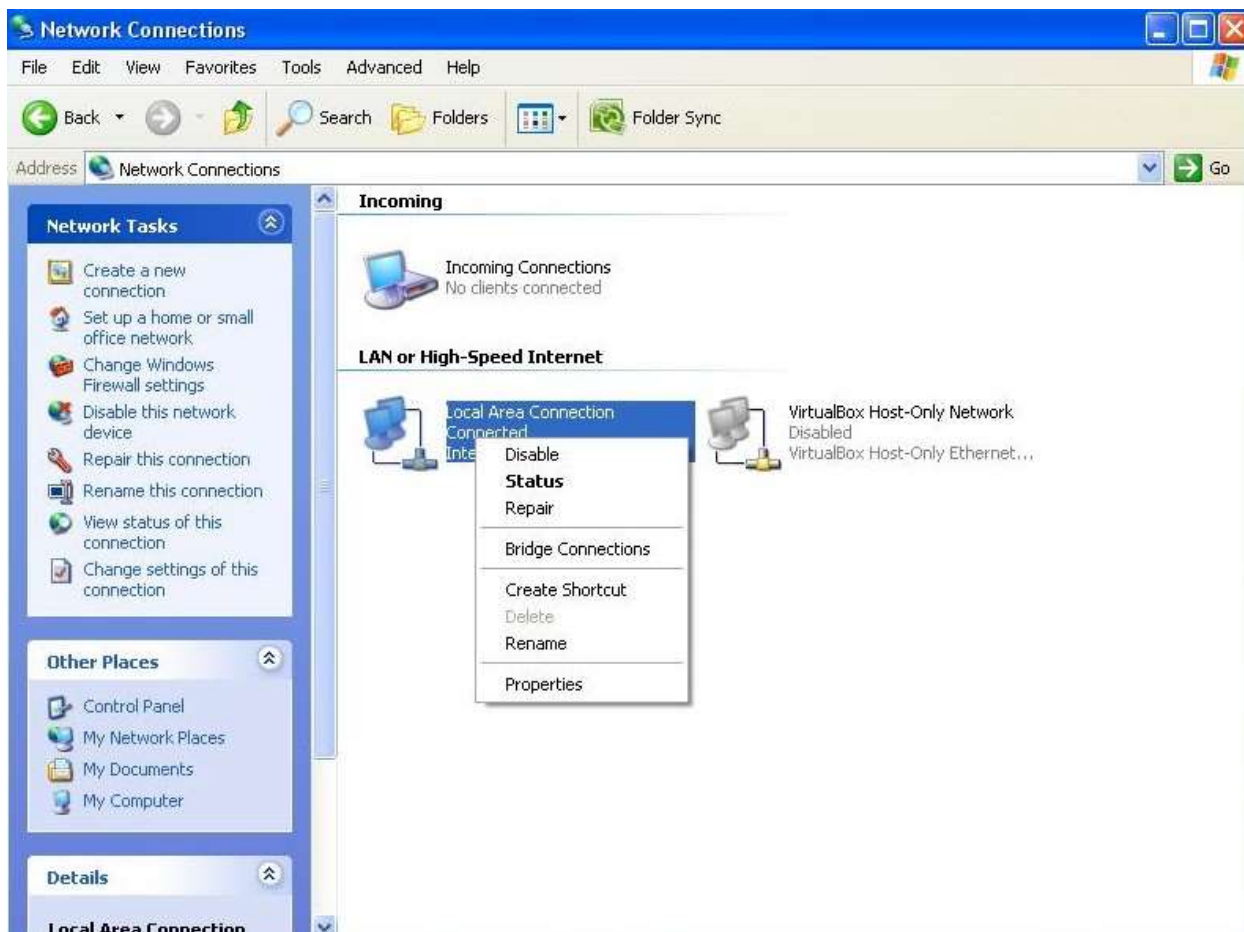 Network Connections
File Edit View Favorites Tools Advanced Help
Back Search Folders Folder Sync
Address Network Connections Go
Network Tasks
Create a new
connection
Set up a home or small
office network
Change Windows
Firewall settings
Disable this network
device
Repair this connection
Rename this connection
View status of this
connection
Change settings of this
connection
Other Places
Control Panel
My Network Places
My Documents
My Computer
Details
Local Area Connection
Incoming
Incoming Connections
No clients connected
LAN or High-Speed Internet
Local Area Connection
Connected
Inte
Disable
Status
Repair
Bridge Connections
Create Shortcut
Delete
Rename
Properties
VirtualBox Host-Only Network
Disabled
VirtualBox Host-Only Ethernet...